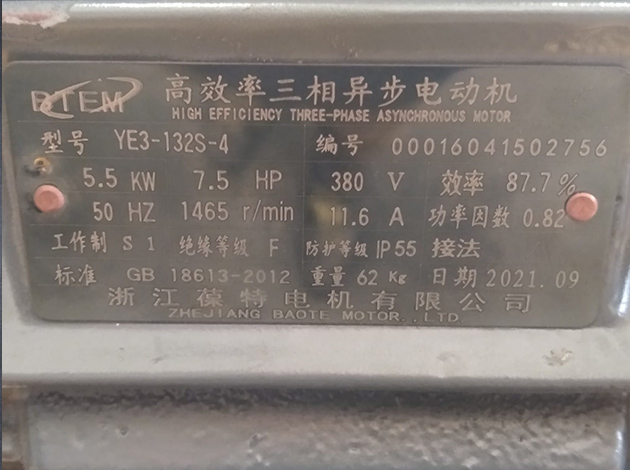 BTEM 高效率三相异步电动机
HIGH EFFICIENCY THREE-PHASE ASYNCHRONOUS MOTOR
型号 YE3-132S-4 编号 00016041502756
5.5 KW 7.5 HP 380 V 效率 87.7%
50 HZ 1465 r/min 11.6 A 功率因数 0.82
工作制 S1 绝缘等级 F 防护等级 IP55 接法
标准 GB 18613-2012 重量 62 Kg 日期 2021.09
浙江葆特电机有限公司
ZHEJIANG BAOTE MOTOR.,LTD.